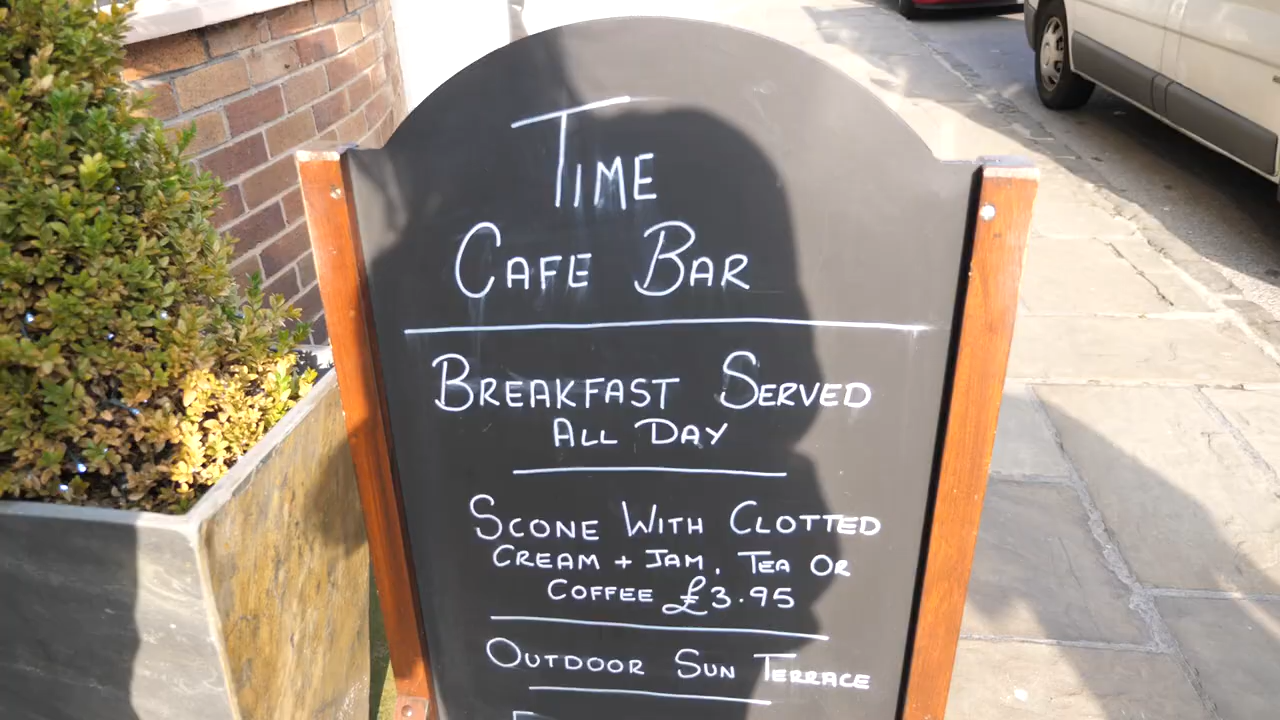 TIME
CAFE BAR
BREAKFAST SERVED
ALL DAY
SCONE WITH CLOTTED
CREAM + JAM, TEA OR
COFFEE £3.95
OUTDOOR SUN TERRACE